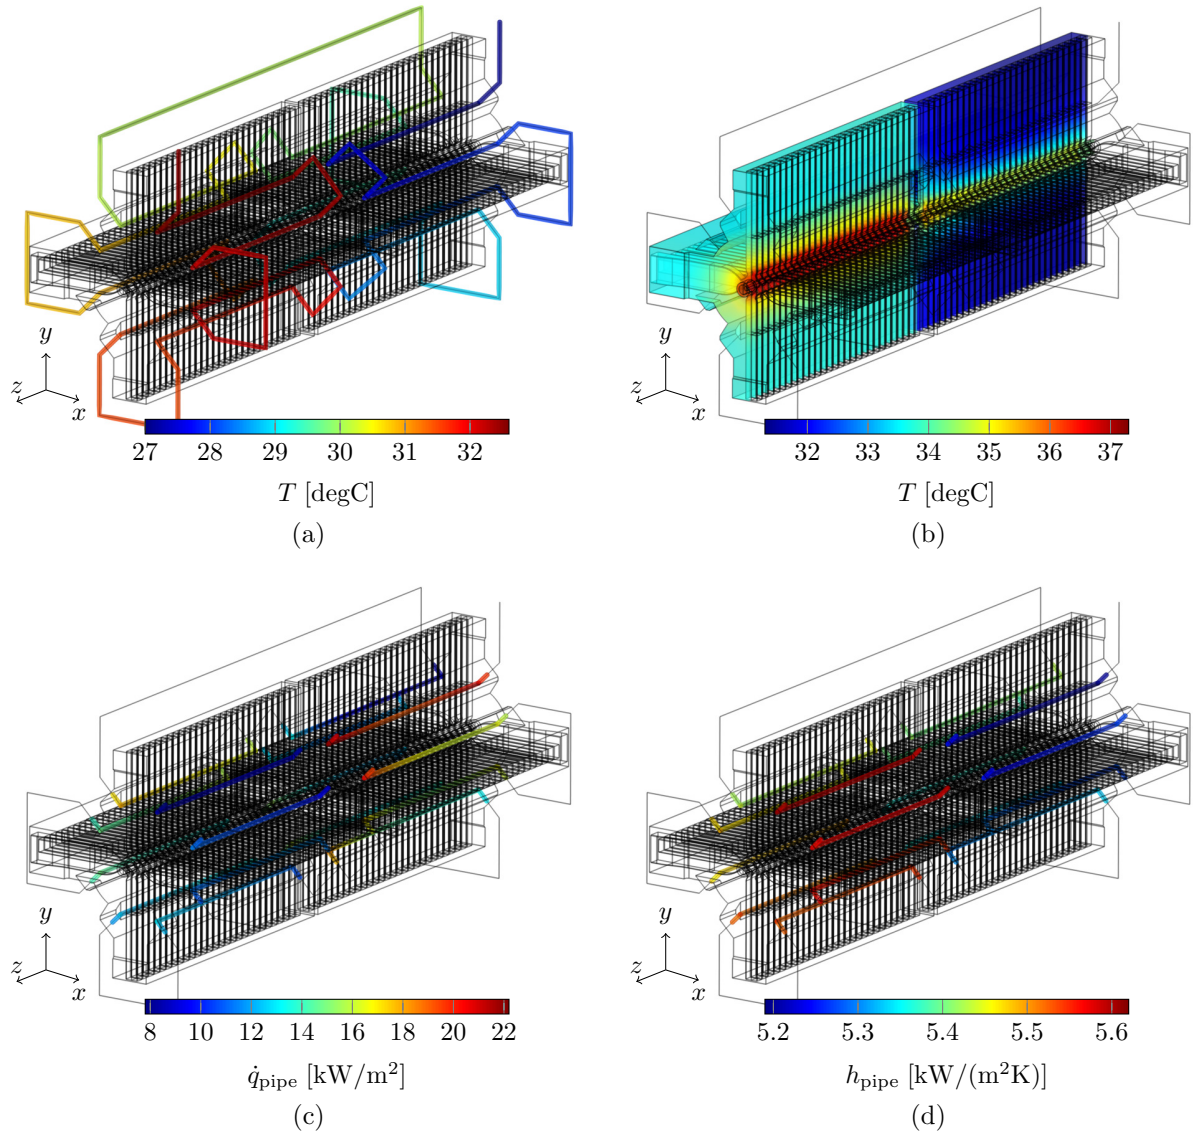 y
z
x
27 28 29 30 31 32
T [degC]
(a)
y
z
x
32 33 34 35 36 37
T [degC]
(b)
y
z
x
8 10 12 14 16 18 20 22
q̇pipe [kW/m²]
(c)
y
z
x
5.2 5.3 5.4 5.5 5.6
hpipe [kW/(m²K)]
(d)